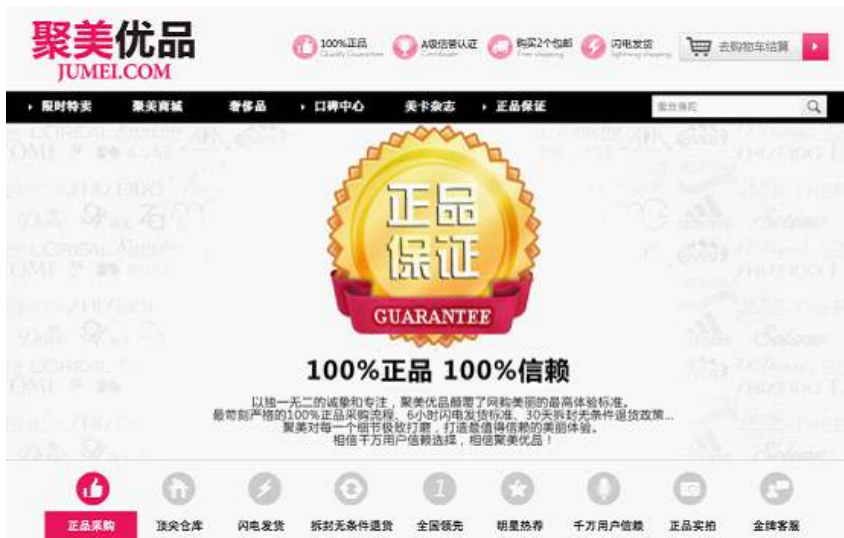 聚美优品
JUMEI.COM
100%正品
A级信誉认证
购买2个包邮
闪电发货
去购物车结算
限时特卖
聚美商城
奢侈品
口碑中心
美卡杂志
正品保证
正品
保证
GUARANTEE
100%正品 100%信赖
以独一无二的诚挚和专注，聚美优品颠覆了网购美丽的最高体验标准。
最苛刻严格的100%正品采购流程、6小时闪电发货标准、30天拆封无条件退货政策...
聚美对每一个细节极致打磨，打造最值得信赖的美丽体验。
相信千万用户信赖选择，相信聚美优品！
1
正品采购
顶尖仓库
闪电发货
拆封无条件退货
全国领先
明星热荐
千万用户信赖
正品实拍
金牌客服